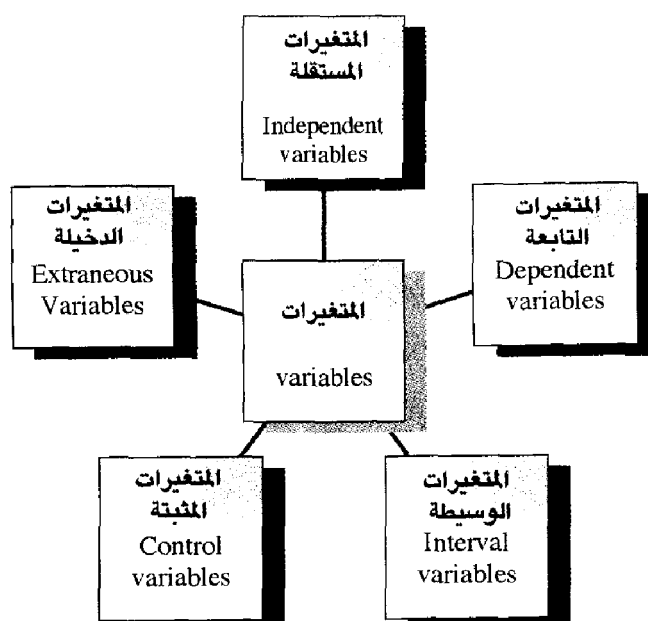 المتغيرات
المستقلة
Independent
variables
المتغيرات
الدخيلة
Extraneous
Variables
المتغيرات
variables
المتغيرات
التابعة
Dependent
variables
المتغيرات
المثبتة
Control
variables
المتغيرات
الوسيطة
Interval
variables